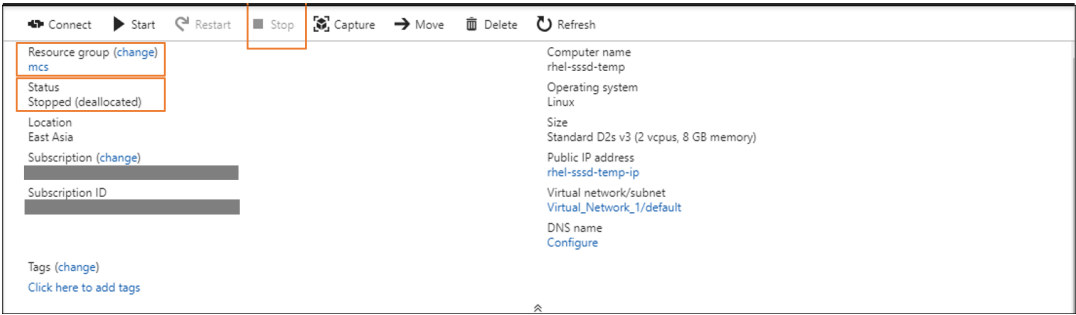 Connect Start Restart Stop Capture Move Delete Refresh
Resource group (change)
mcs
Status
Stopped (deallocated)
Location
East Asia
Subscription (change)
Subscription ID
Computer name
rhel-sssd-temp
Operating system
Linux
Size
Standard D2s v3 (2 vcpus, 8 GB memory)
Public IP address
rhel-sssd-temp-ip
Virtual network/subnet
Virtual_Network_1/default
DNS name
Configure
Tags (change)
Click here to add tags